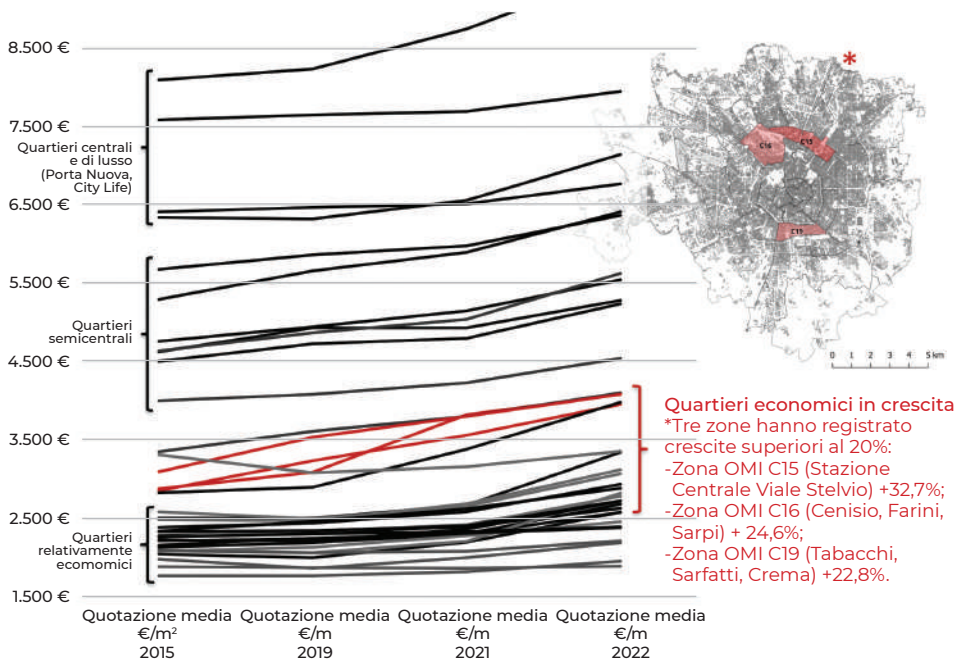 8.500 €
7.500 €
Quartieri centrali
e di lusso
(Porta Nuova,
City Life)
6.500 €
5.500 €
Quartieri
semicentrali
4.500 €
3.500 €
2.500 €
Quartieri
relativamente
ecomomici
1.500 €
Quotazione media
€/m²
2015
Quotazione media
€/m
2019
Quotazione media
€/m
2021
Quotazione media
€/m
2022
*
C16
C15
C19
0 1 2 3 4 5 km
Quartieri economici in crescita
*Tre zone hanno registrato
crescite superiori al 20%:
-Zona OMI C15 (Stazione
Centrale Viale Stelvio) +32,7%;
-Zona OMI C16 (Cenisio, Farini,
Sarpi) + 24,6%;
-Zona OMI C19 (Tabacchi,
Sarfatti, Crema) +22,8%.